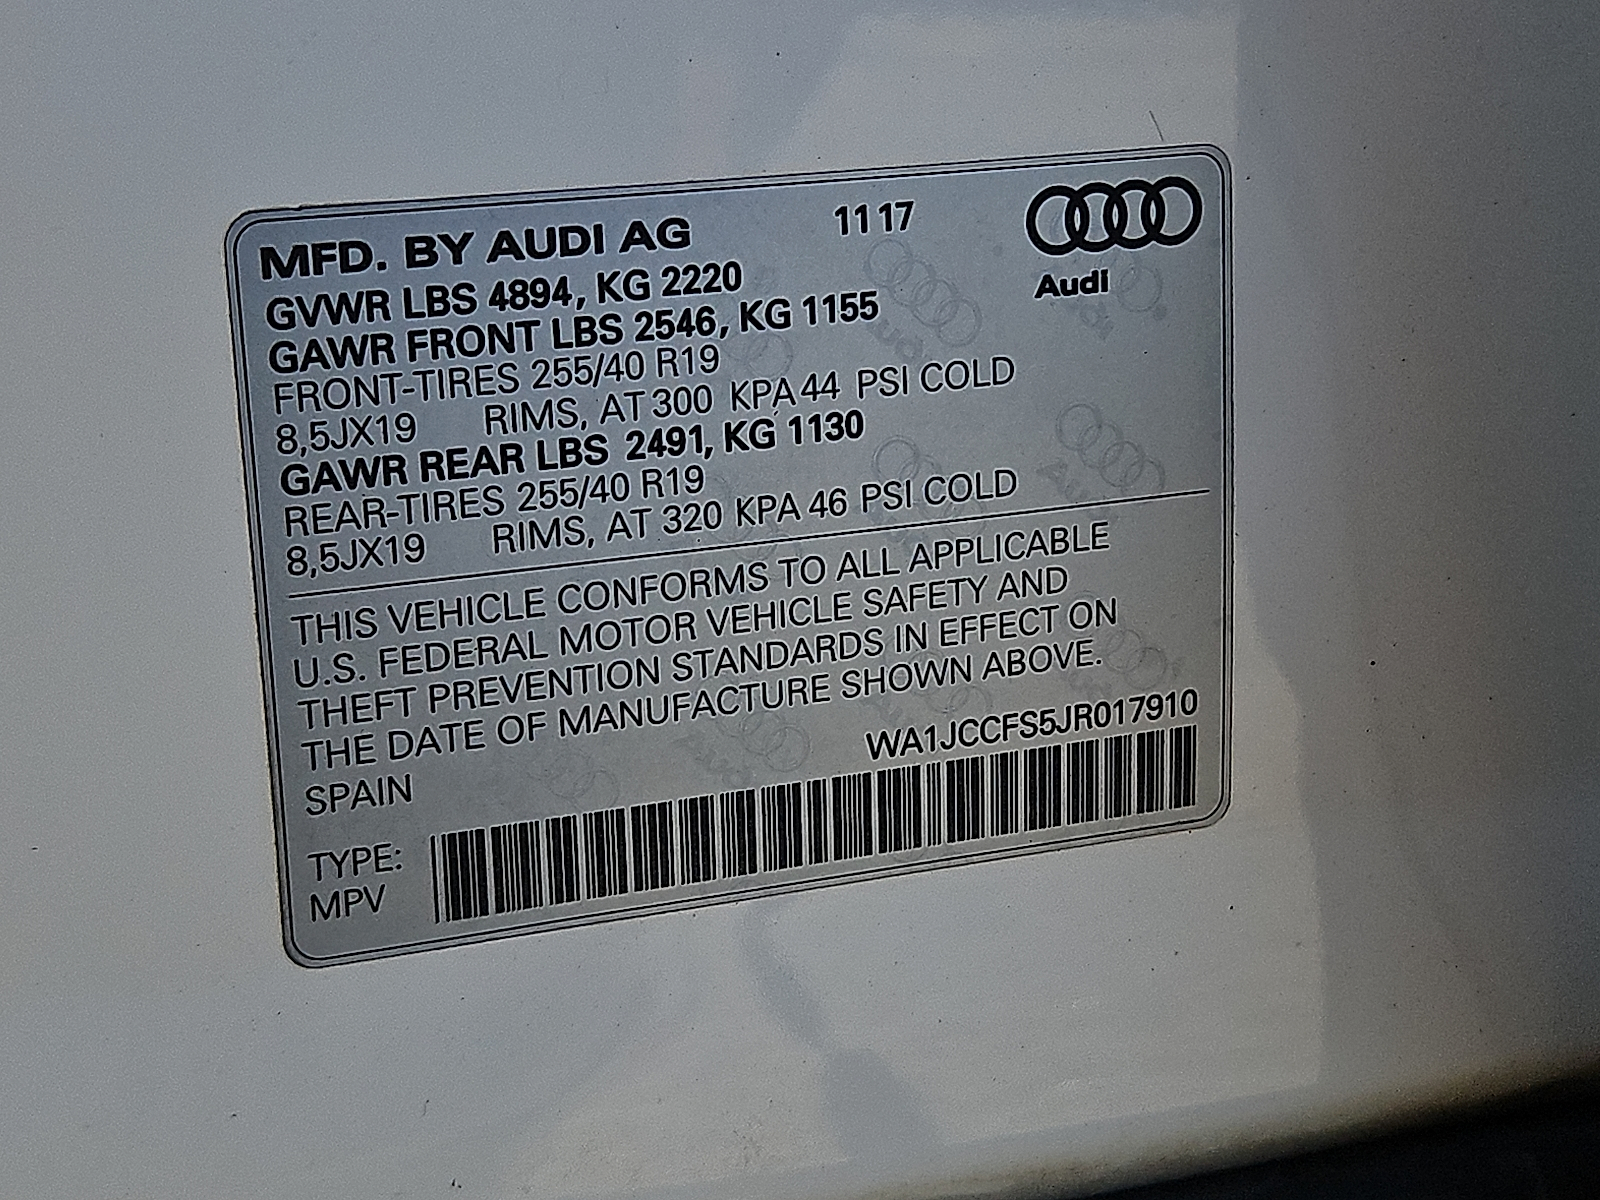 MFD. BY AUDI AG 11 17
Audi
GVWR LBS 4894, KG 2220
GAWR FRONT LBS 2546, KG 1155
FRONT-TIRES 255/40 R19
8,5JX19 RIMS, AT 300 KPA 44 PSI COLD
GAWR REAR LBS 2491, KG 1130
REAR-TIRES 255/40 R19
8,5JX19 RIMS, AT 320 KPA 46 PSI COLD
THIS VEHICLE CONFORMS TO ALL APPLICABLE
U.S. FEDERAL MOTOR VEHICLE SAFETY AND
THEFT PREVENTION STANDARDS IN EFFECT ON
THE DATE OF MANUFACTURE SHOWN ABOVE.
WA1JCCFS5JR017910
SPAIN
TYPE:
MPV